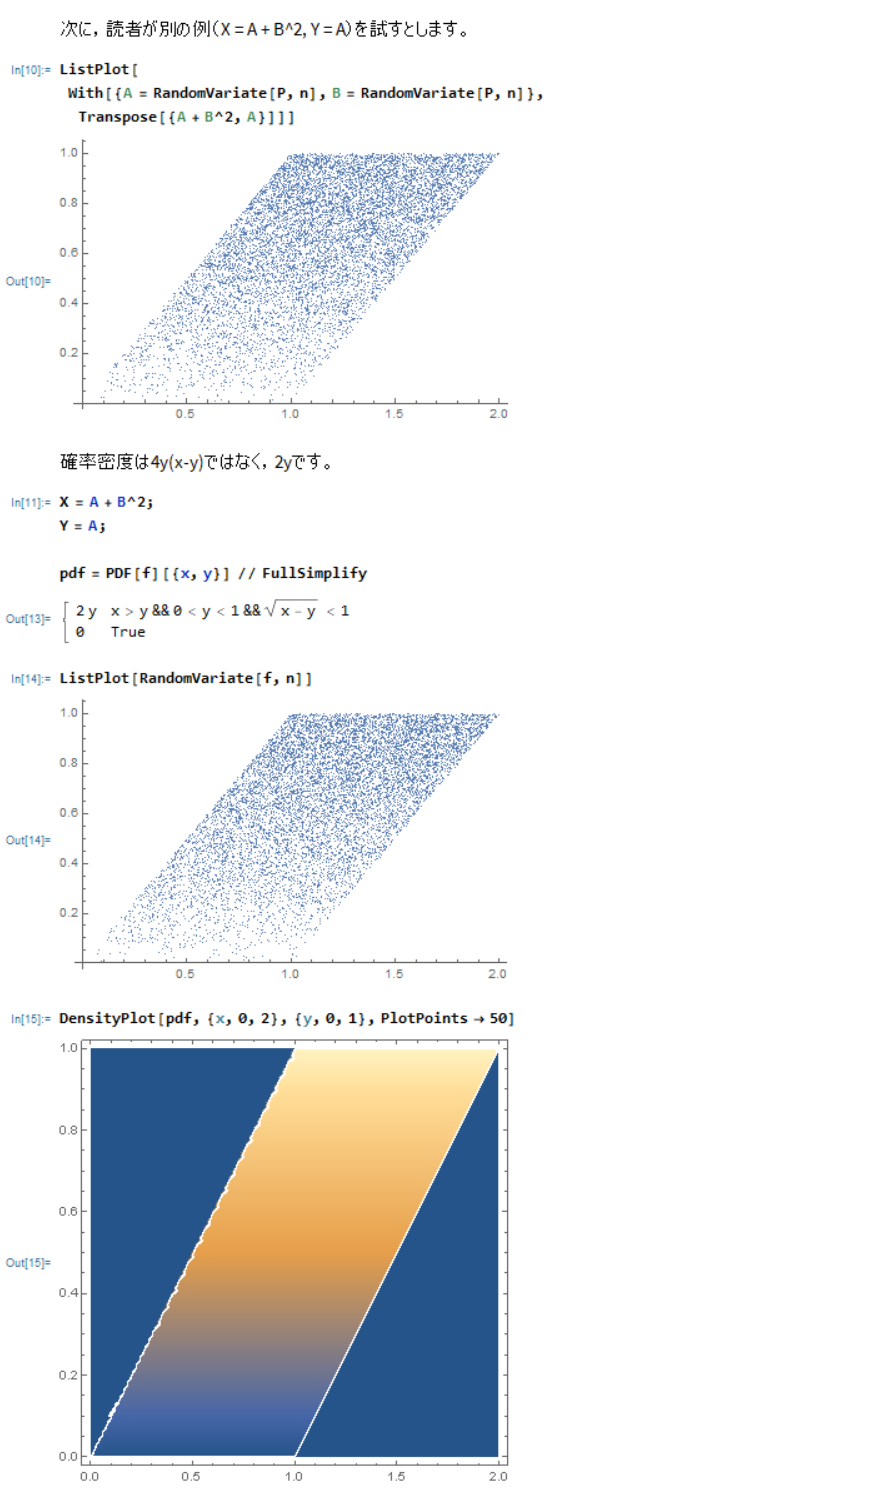 次に，読者が別の例（X = A + B^2, Y = A）を試すとします。
In[10]:= ListPlot[
With[{A = RandomVariate[P, n], B = RandomVariate[P, n]},
Transpose[{A + B^2, A}]]]
1.0
0.8
0.6
Out[10]=
0.4
0.2
0.5 1.0 1.5 2.0
確率密度は4y(x-y)ではなく，2yです。
In[11]:= X = A + B^2;
Y = A;
pdf = PDF[f][{x, y}] // FullSimplify
Out[13]= { 2 y x > y && 0 < y < 1 && √x - y < 1
0 True
In[14]:= ListPlot[RandomVariate[f, n]]
1.0
0.8
0.6
Out[14]=
0.4
0.2
0.5 1.0 1.5 2.0
In[15]:= DensityPlot[pdf, {x, 0, 2}, {y, 0, 1}, PlotPoints → 50]
1.0
0.8
0.6
Out[15]=
0.4
0.2
0.0
0.0 0.5 1.0 1.5 2.0